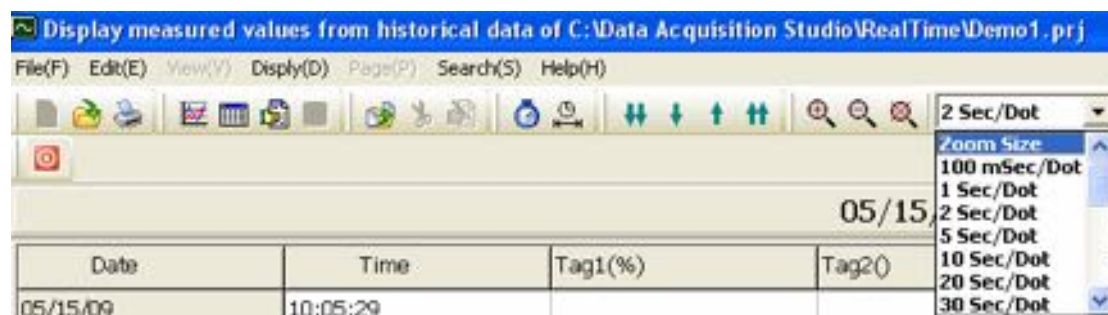 Display measured values from historical data of C:\Data Acquisition Studio\RealTime\Demo1.prj
File(F) Edit(E) View(V) Disply(D) Page(P) Search(S) Help(H)
2 Sec/Dot
Zoom Size
100 mSec/Dot
1 Sec/Dot
05/15/
2 Sec/Dot
5 Sec/Dot
Date Time Tag1(%) Tag2()
10 Sec/Dot
20 Sec/Dot
05/15/09 10:05:29
30 Sec/Dot